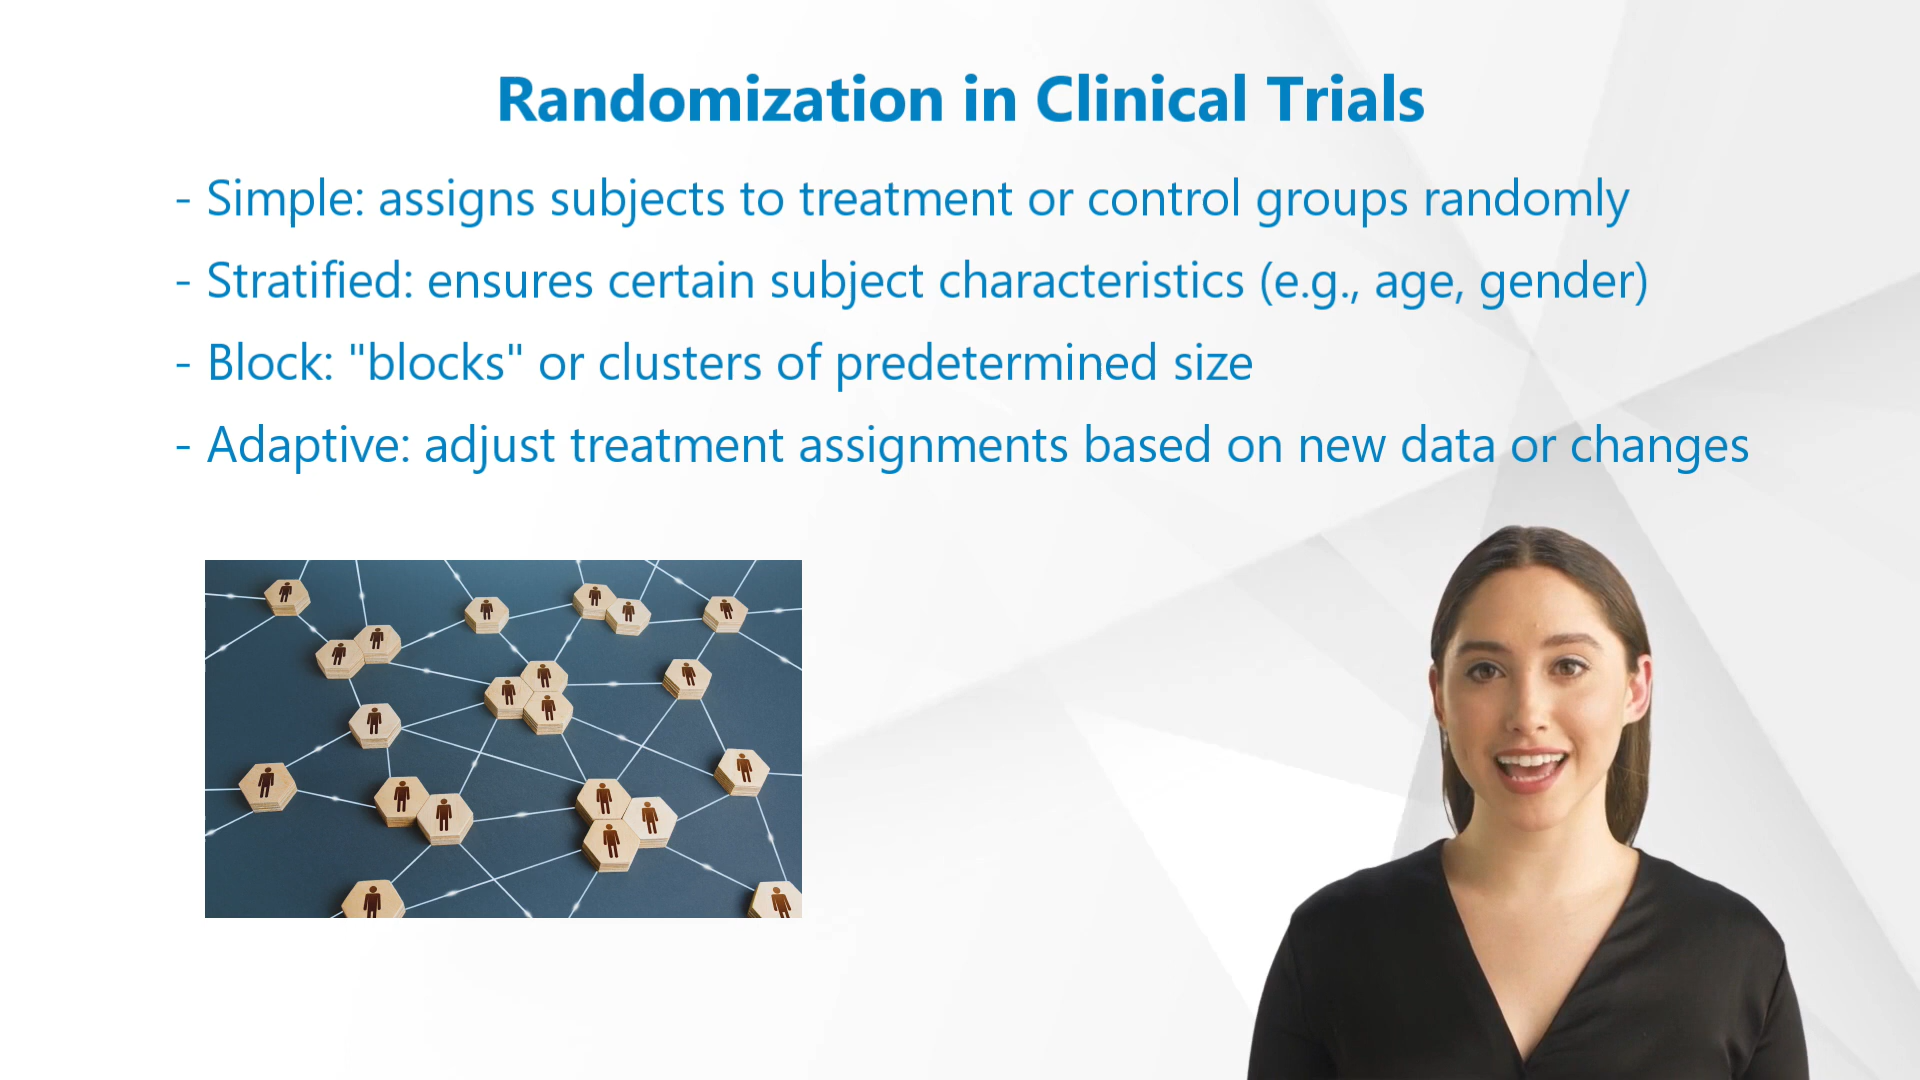 Randomization in Clinical Trials
- Simple: assigns subjects to treatment or control groups randomly
- Stratified: ensures certain subject characteristics (e.g., age, gender)
- Block: "blocks" or clusters of predetermined size
- Adaptive: adjust treatment assignments based on new data or changes